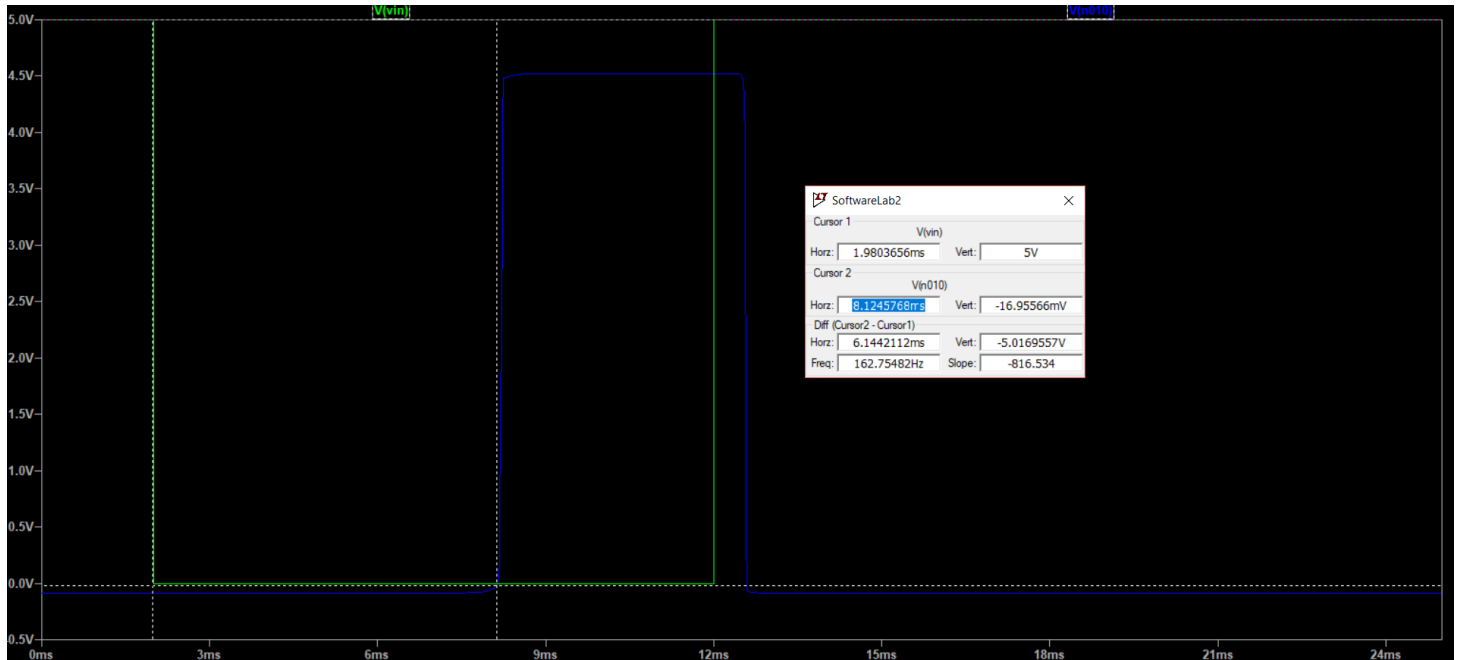 V(vin) V(n010)
5.0V
4.5V
4.0V
3.5V
3.0V
2.5V
2.0V
1.5V
1.0V
0.5V
0.0V
-0.5V
0ms 3ms 6ms 9ms 12ms 15ms 18ms 21ms 24ms
SoftwareLab2
Cursor 1
V(vin)
Horz: 1.9803656ms Vert: 5V
Cursor 2
V(n010)
Horz: 8.1245768ms Vert: -16.95566mV
Diff (Cursor2 - Cursor1)
Horz: 6.1442112ms Vert: -5.0169557V
Freq: 162.75482Hz Slope: -816.534